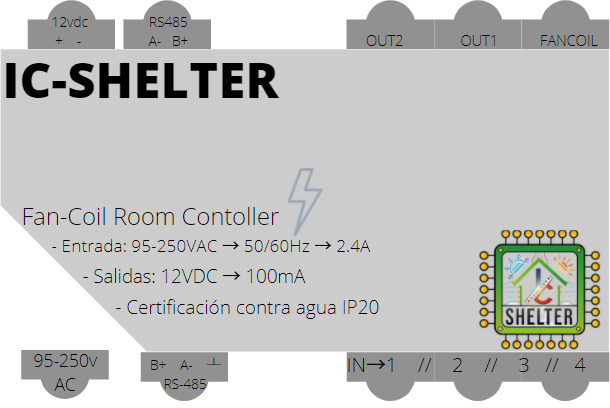 12vdc
+ -
RS485
A- B+
OUT2 OUT1 FANCOIL
IC-SHELTER
Fan-Coil Room Contoller
- Entrada: 95-250VAC → 50/60Hz → 2.4A
- Salidas: 12VDC → 100mA
- Certificación contra agua IP20
SHELTER
95-250V
AC
B+ A- ┴
RS-485
IN→1 // 2 // 3 // 4